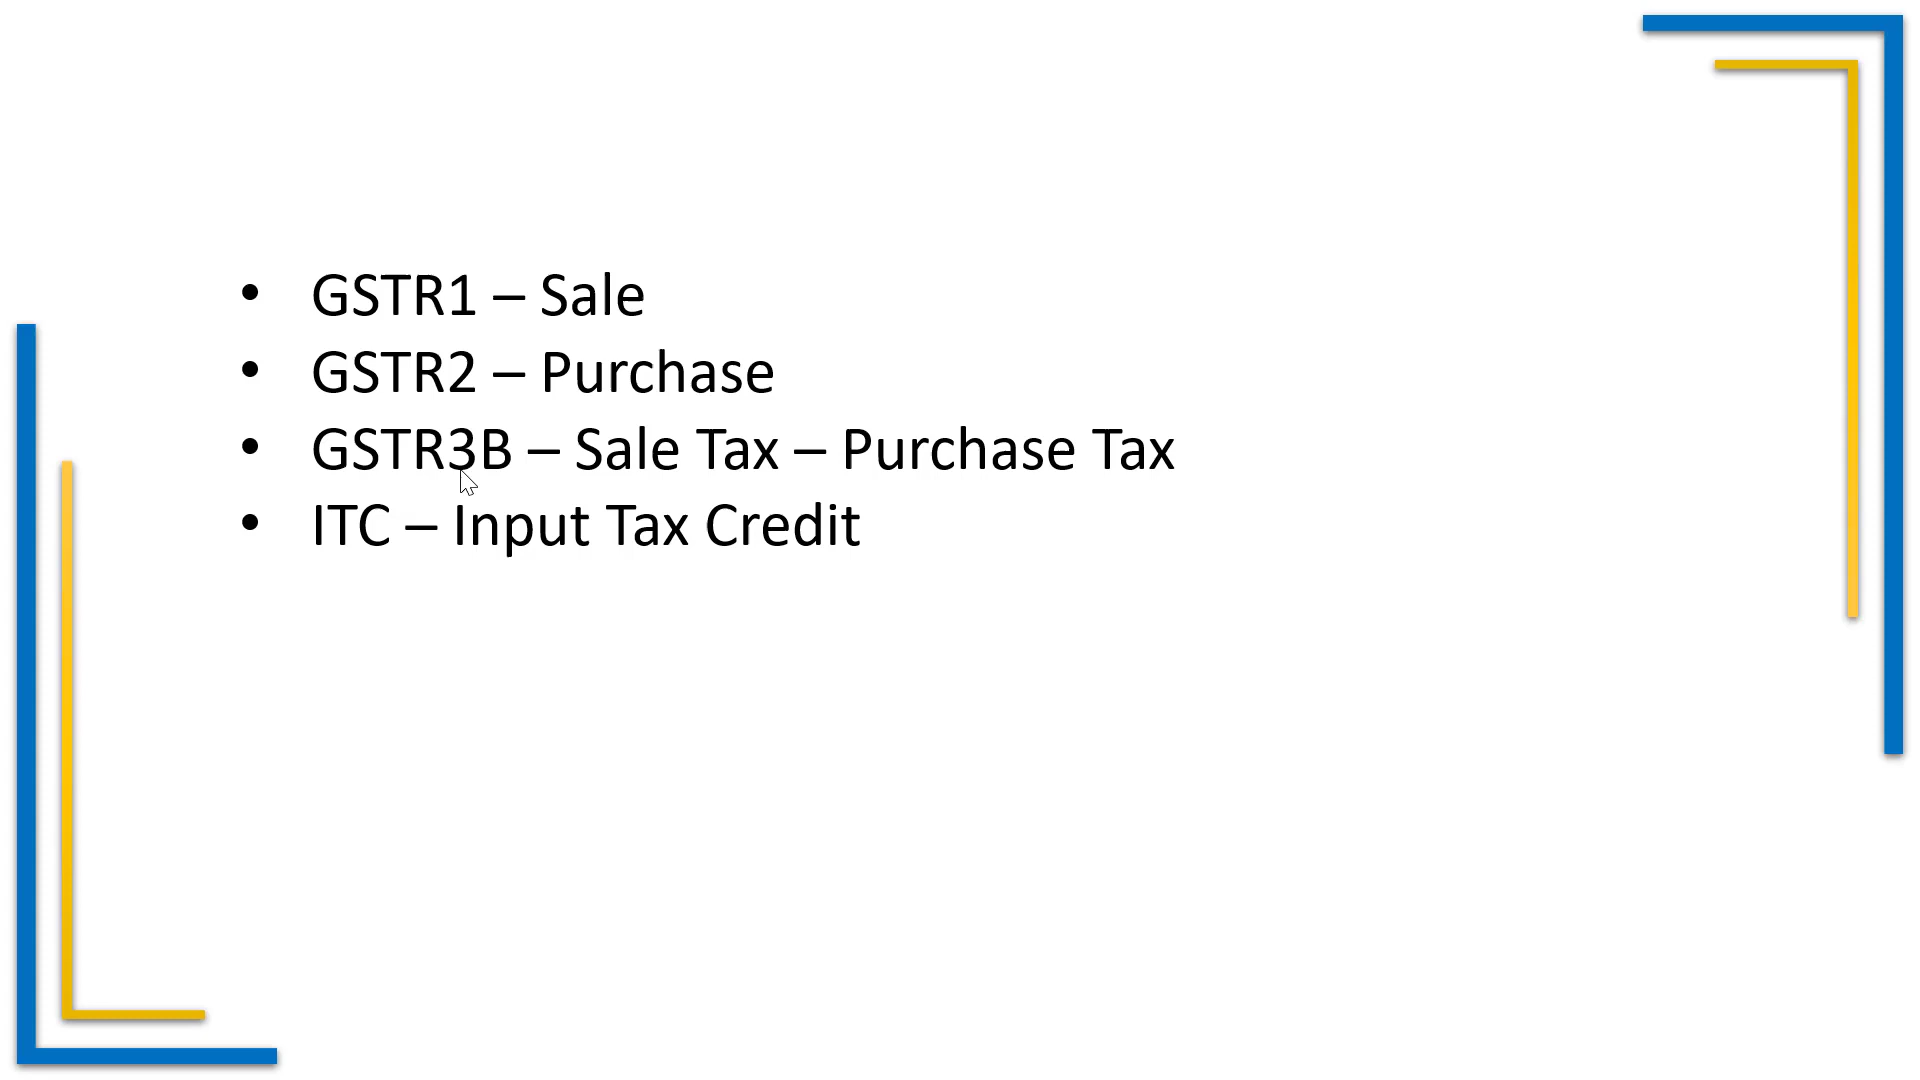 • GSTR1 – Sale
• GSTR2 – Purchase
• GSTR3B – Sale Tax – Purchase Tax
• ITC – Input Tax Credit